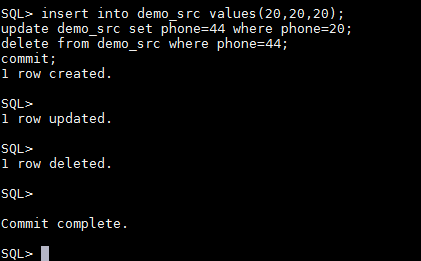 SQL> insert into demo_src values(20,20,20);
update demo_src set phone=44 where phone=20;
delete from demo_src where phone=44;
commit;
1 row created.
SQL>
1 row updated.
SQL>
1 row deleted.
SQL>
Commit complete.
SQL>